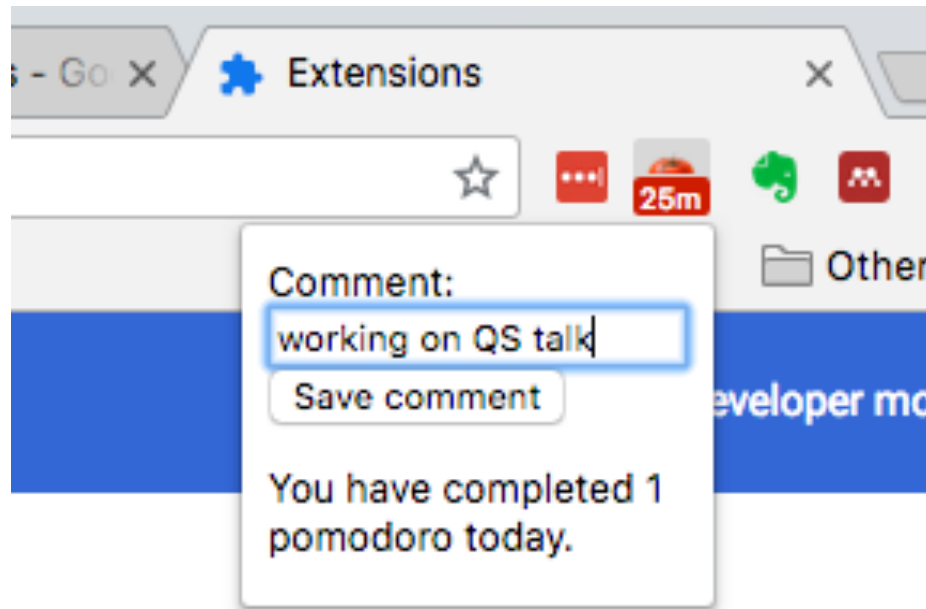 s - Go
Extensions
25m
Other
Comment:
working on QS talk
Save comment
eveloper mo
You have completed 1
pomodoro today.